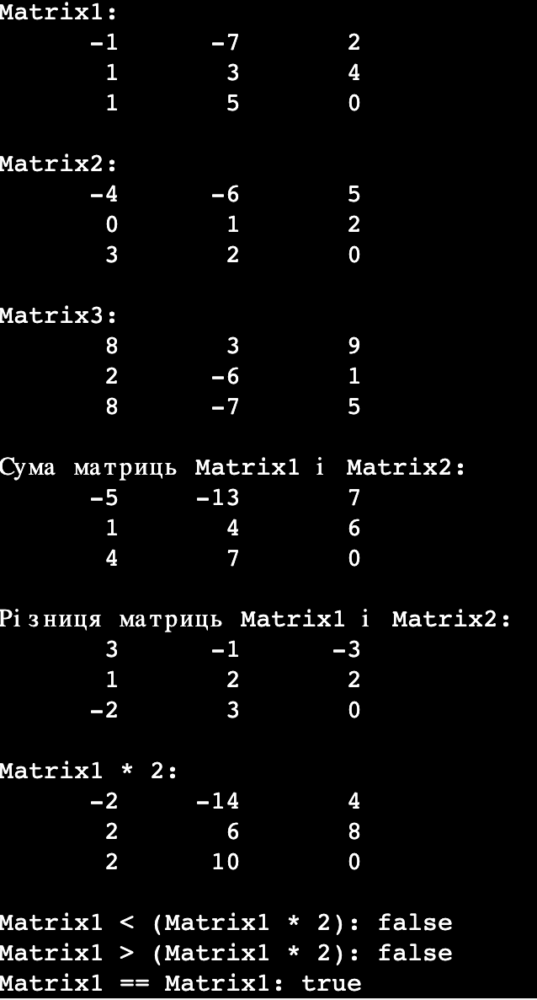 Matrix1:
-1 -7 2
1 3 4
1 5 0
Matrix2:
-4 -6 5
0 1 2
3 2 0
Matrix3:
8 3 9
2 -6 1
8 -7 5
Сума матриць Matrix1 і Matrix2:
-5 -13 7
1 4 6
4 7 0
Різниця матриць Matrix1 і Matrix2:
3 -1 -3
1 2 2
-2 3 0
Matrix1 * 2:
-2 -14 4
2 6 8
2 10 0
Matrix1 < (Matrix1 * 2): false
Matrix1 > (Matrix1 * 2): false
Matrix1 == Matrix1: true